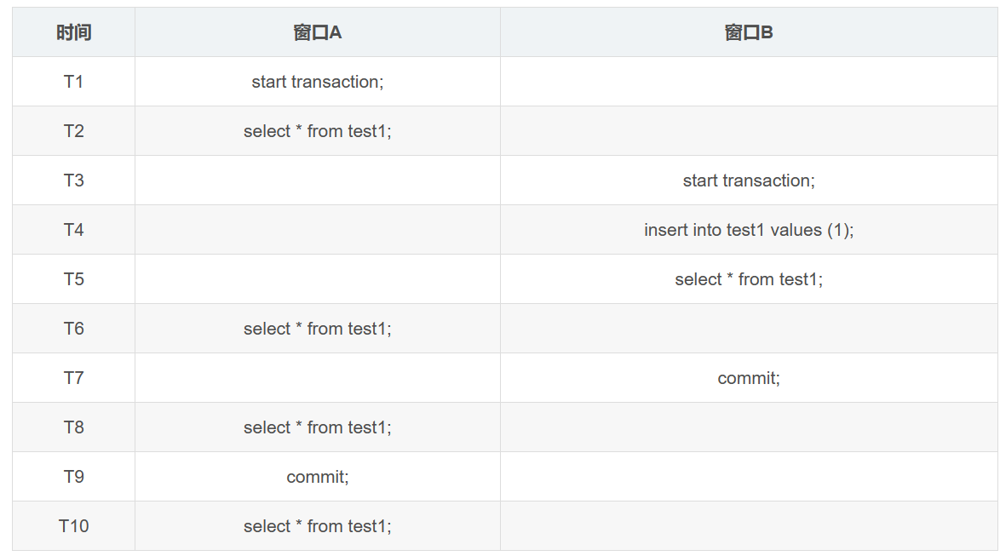 时间 窗口A 窗口B
T1 start transaction;
T2 select * from test1;
T3 start transaction;
T4 insert into test1 values (1);
T5 select * from test1;
T6 select * from test1;
T7 commit;
T8 select * from test1;
T9 commit;
T10 select * from test1;